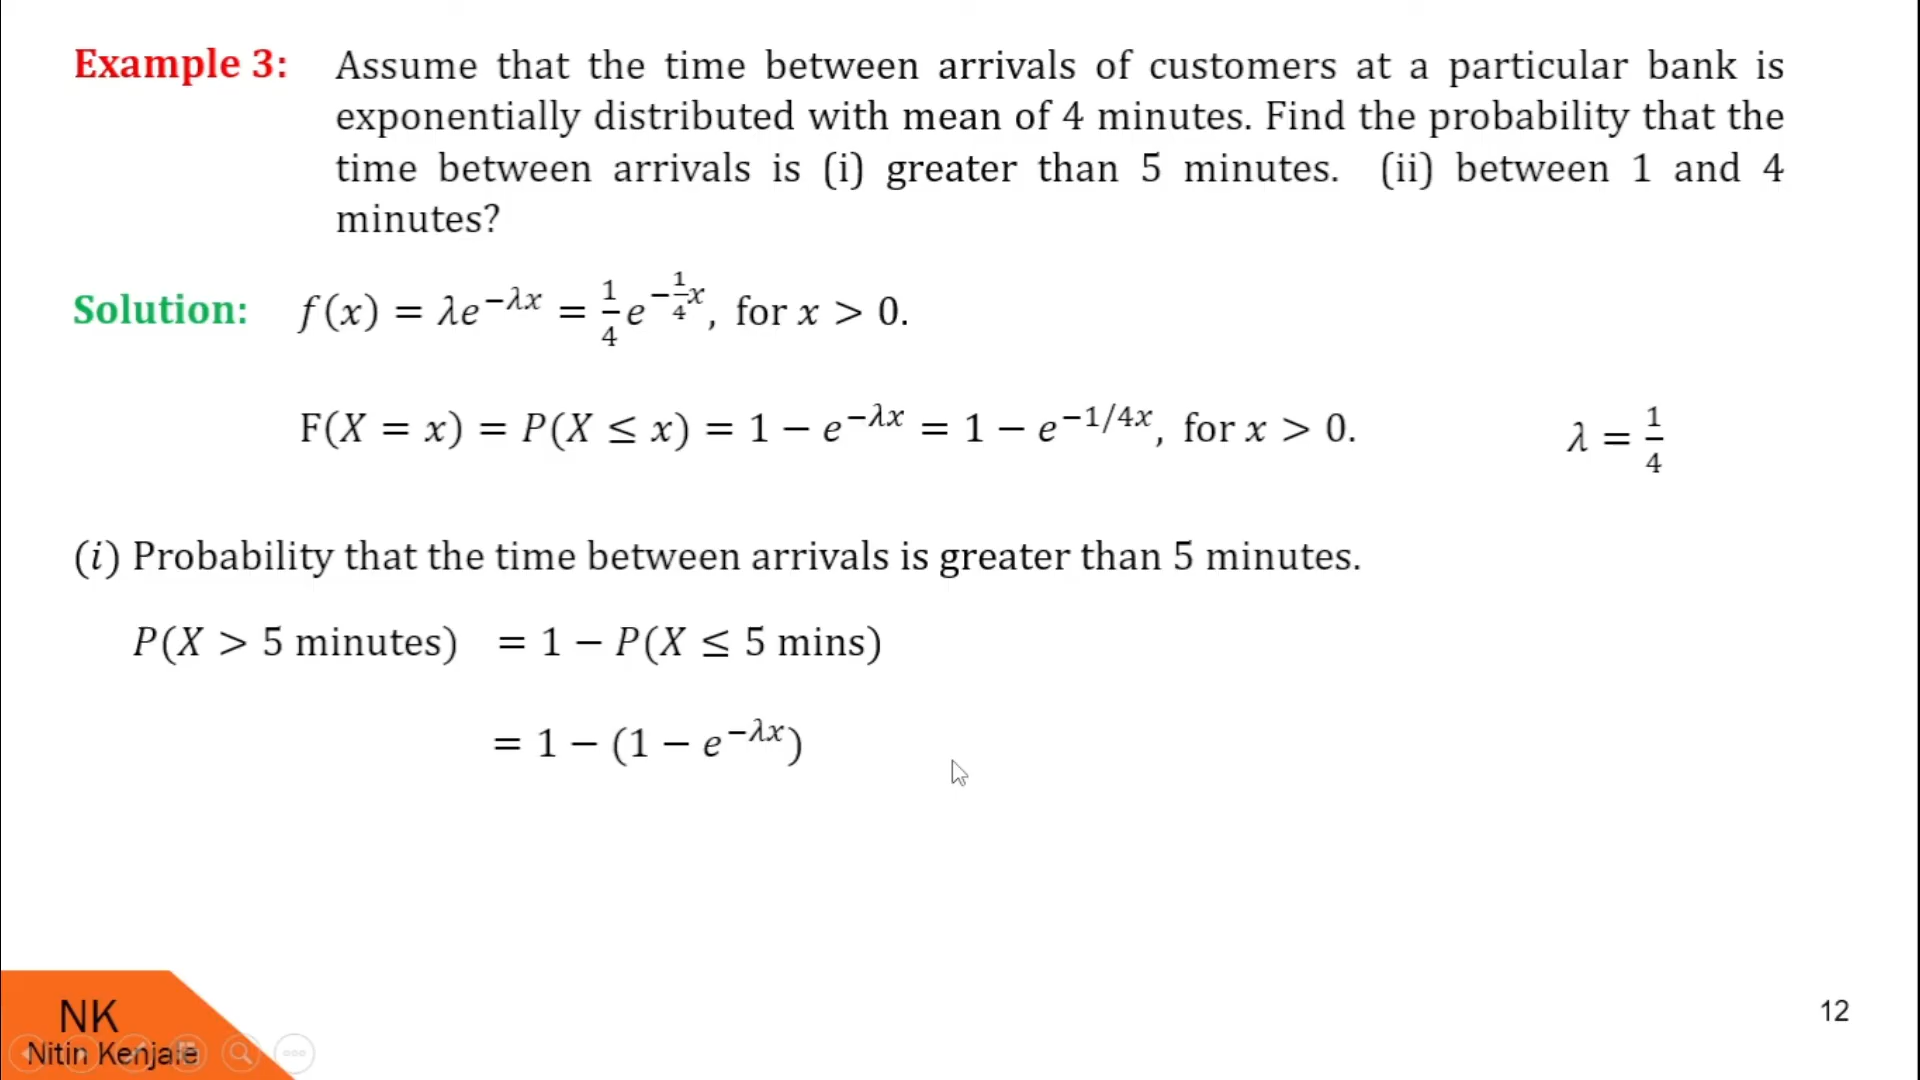 Example 3: Assume that the time between arrivals of customers at a particular bank is
exponentially distributed with mean of 4 minutes. Find the probability that the
time between arrivals is (i) greater than 5 minutes. (ii) between 1 and 4
minutes?
Solution: f(x) = λe^{−λx} = \frac{1}{4}e^{−\frac{1}{4}x}, for x > 0.
F(X = x) = P(X ≤ x) = 1 − e^{−λx} = 1 − e^{−1/4x}, for x > 0. λ = \frac{1}{4}
(i) Probability that the time between arrivals is greater than 5 minutes.
P(X > 5 minutes) = 1 − P(X ≤ 5 mins)
= 1 − (1 − e^{−λx})
NK
Nitin Kenjale
12